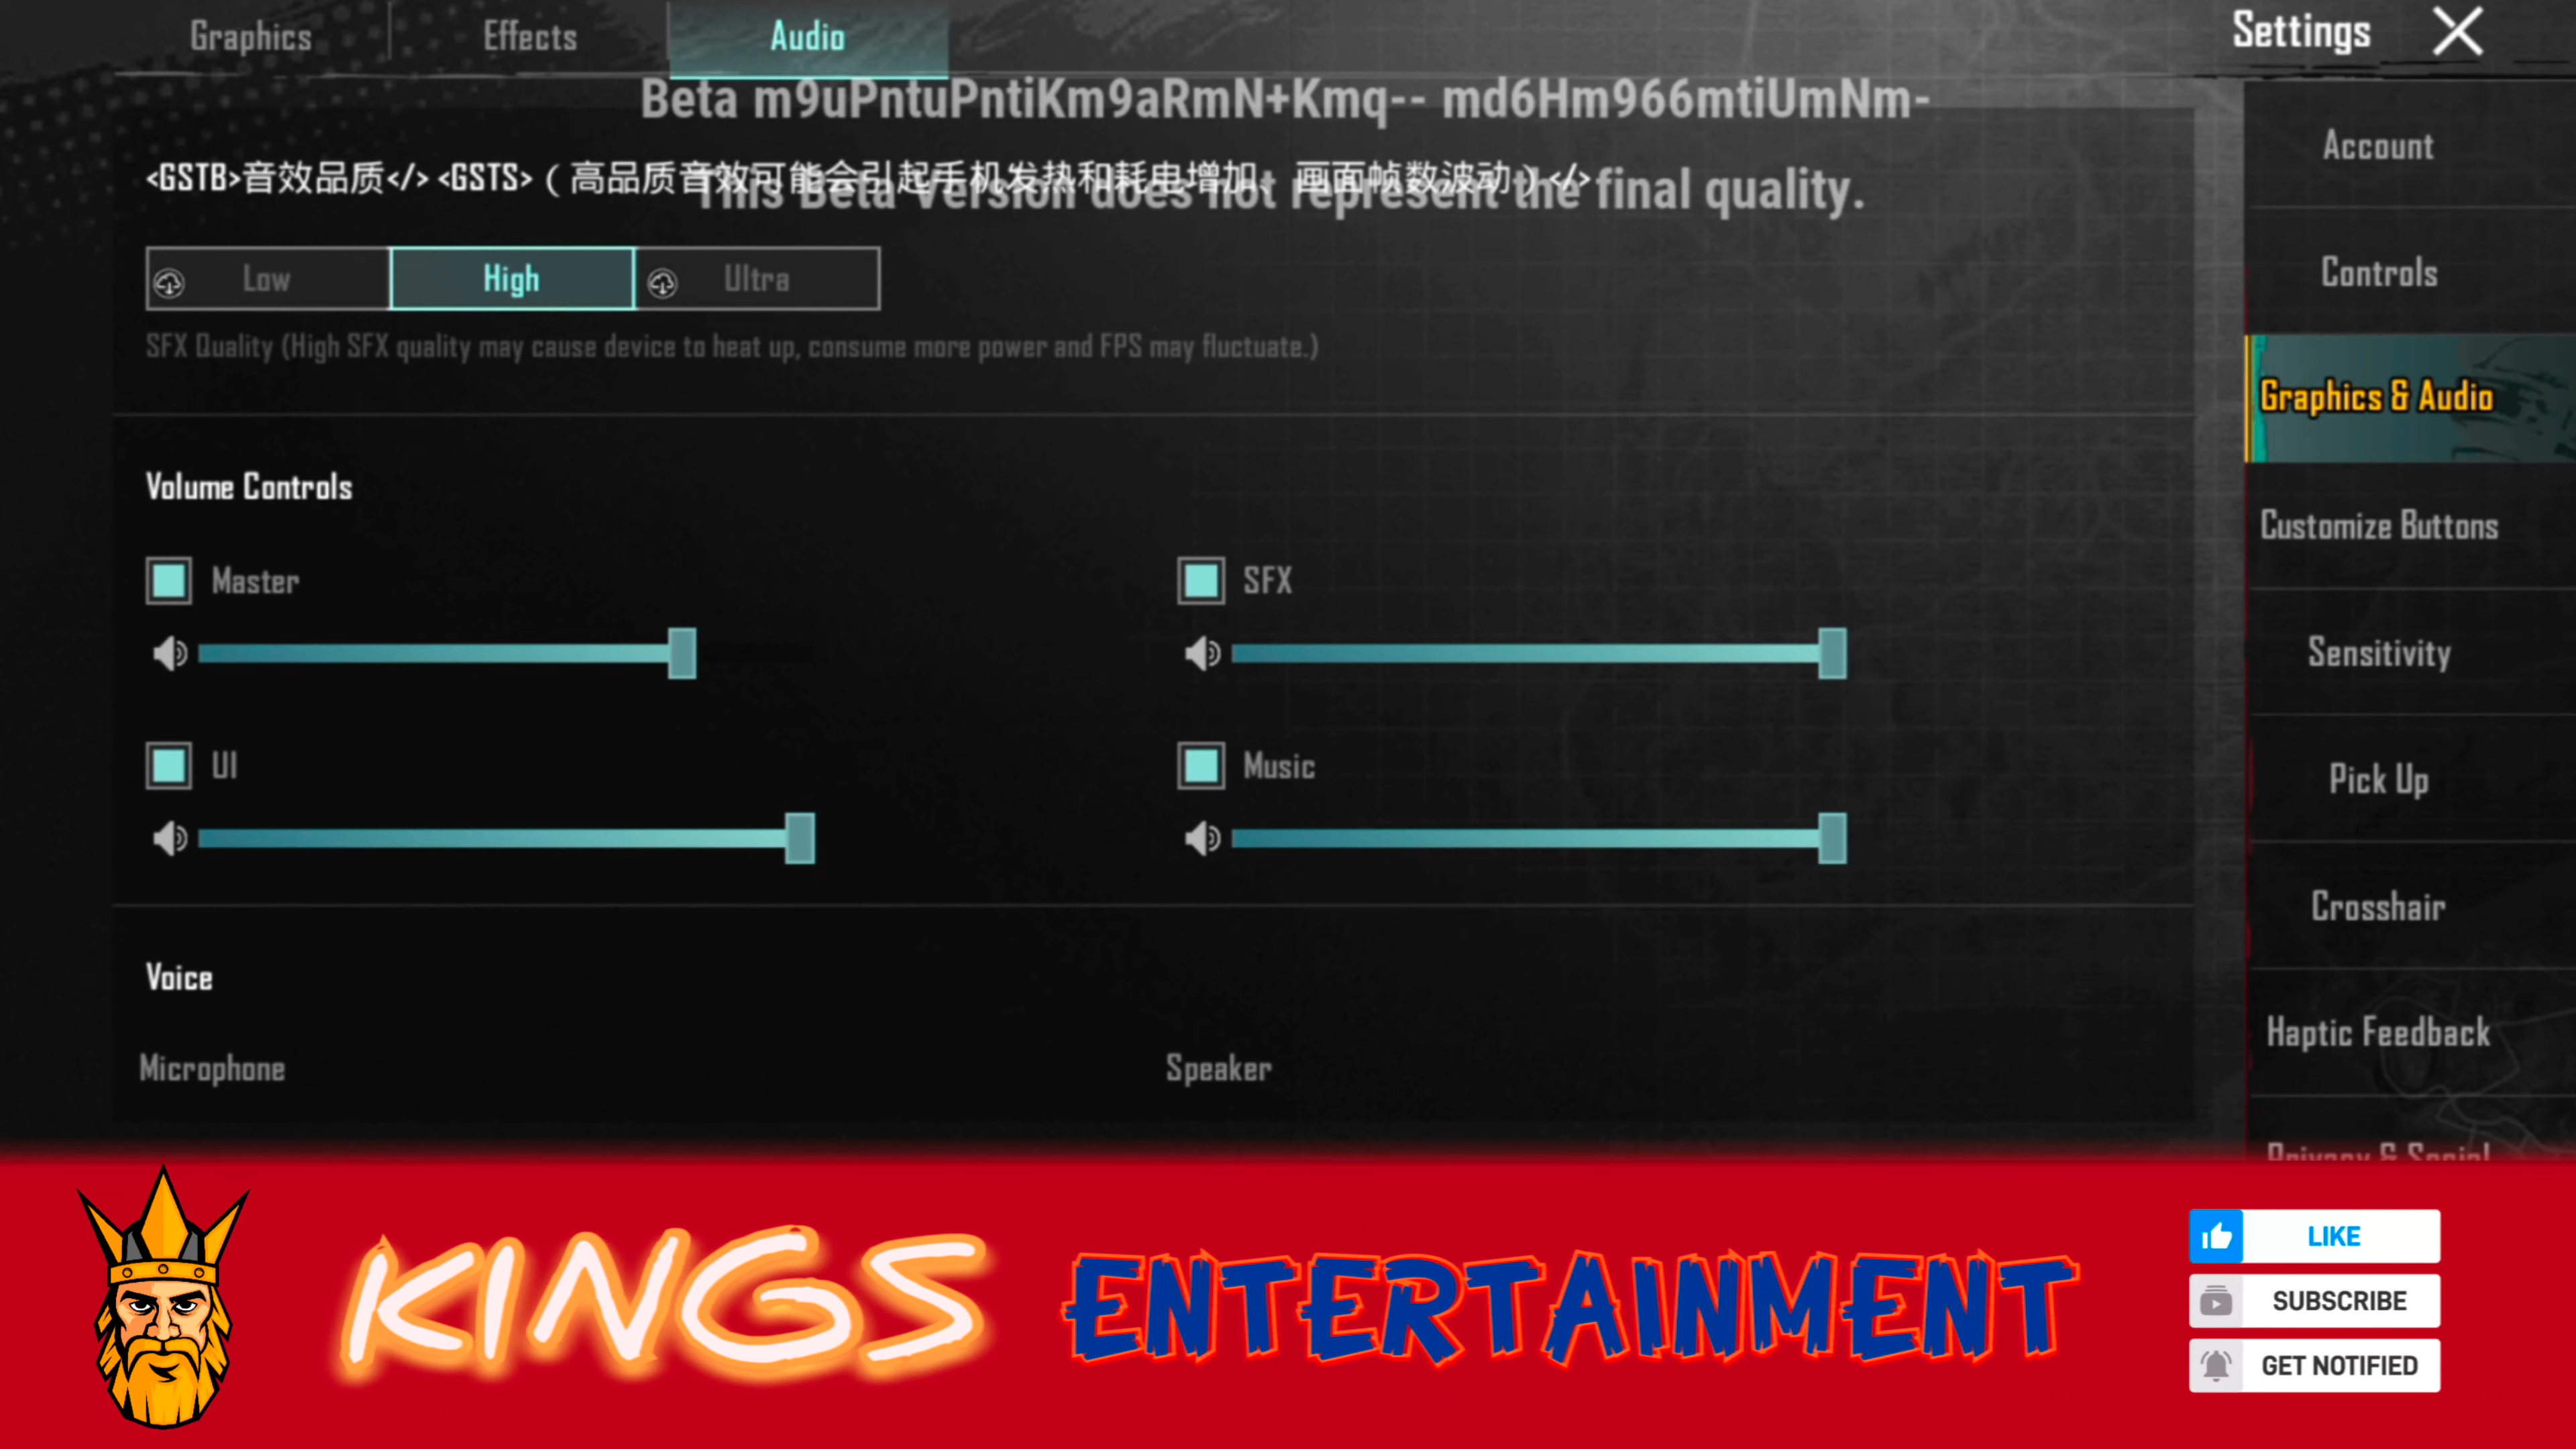 Graphics
Effects
Audio
Settings
Beta m9uPntuPntiKm9aRmN+Kmq-- md6Hm966mtiUmNm-
<GSTB>音效品质</> <GSTS>（高品质音效可能会引起手机发热和耗电增加、画面帧数波动）</>
This Beta Version does not represent the final quality.
Low
High
Ultra
SFX Quality (High SFX quality may cause device to heat up, consume more power and FPS may fluctuate.)
Volume Controls
Master
SFX
UI
Music
Voice
Microphone
Speaker
Account
Controls
Graphics & Audio
Customize Buttons
Sensitivity
Pick Up
Crosshair
Haptic Feedback
Privacy & Social
KINGS ENTERTAINMENT
LIKE
SUBSCRIBE
GET NOTIFIED